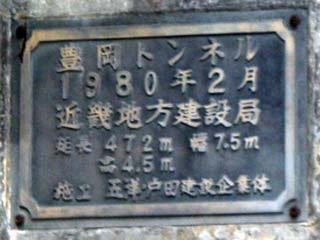 豊岡トンネル
1980年2月
近畿地方建設局
延長 472m 幅7.5m
高4.5m
施工 五洋・戸田建設企業体